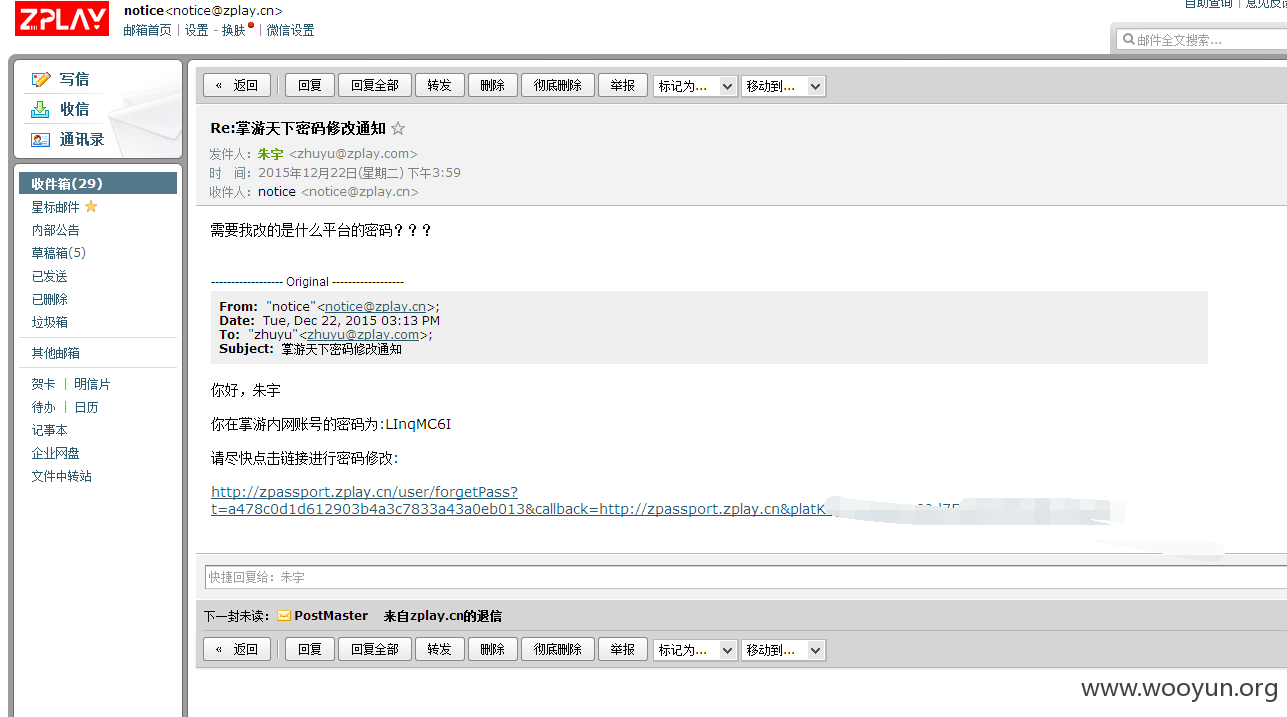 ZPLAY
notice<notice@zplay.cn>
邮箱首页 | 设置 - 换肤 | 微信设置
自助查询 | 意见反馈
邮件全文搜索...
写信
收信
通讯录
收件箱(29)
星标邮件
内部公告
草稿箱(5)
已发送
已删除
垃圾箱
其他邮箱
贺卡 | 明信片
待办 | 日历
记事本
企业网盘
文件中转站
« 返回 回复 回复全部 转发 删除 彻底删除 举报 标记为... 移动到...
Re:掌游天下密码修改通知
发件人：朱宇 <zhuyu@zplay.com>
时 间：2015年12月22日(星期二) 下午3:59
收件人：notice <notice@zplay.cn>
需要我改的是什么平台的密码？？？
------------------ Original ------------------
From: "notice"<notice@zplay.cn>;
Date: Tue, Dec 22, 2015 03:13 PM
To: "zhuyu"<zhuyu@zplay.com>;
Subject: 掌游天下密码修改通知
你好，朱宇
你在掌游内网账号的密码为:LInqMC6I
请尽快点击链接进行密码修改:
http://zpassport.zplay.cn/user/forgetPass?
t=a478c0d1d612903b4a3c7833a43a0eb013&callback=http://zpassport.zplay.cn&platK
快捷回复给：朱宇
下一封未读： PostMaster 来自zplay.cn的退信
« 返回 回复 回复全部 转发 删除 彻底删除 举报 标记为... 移动到...
www.wooyun.org